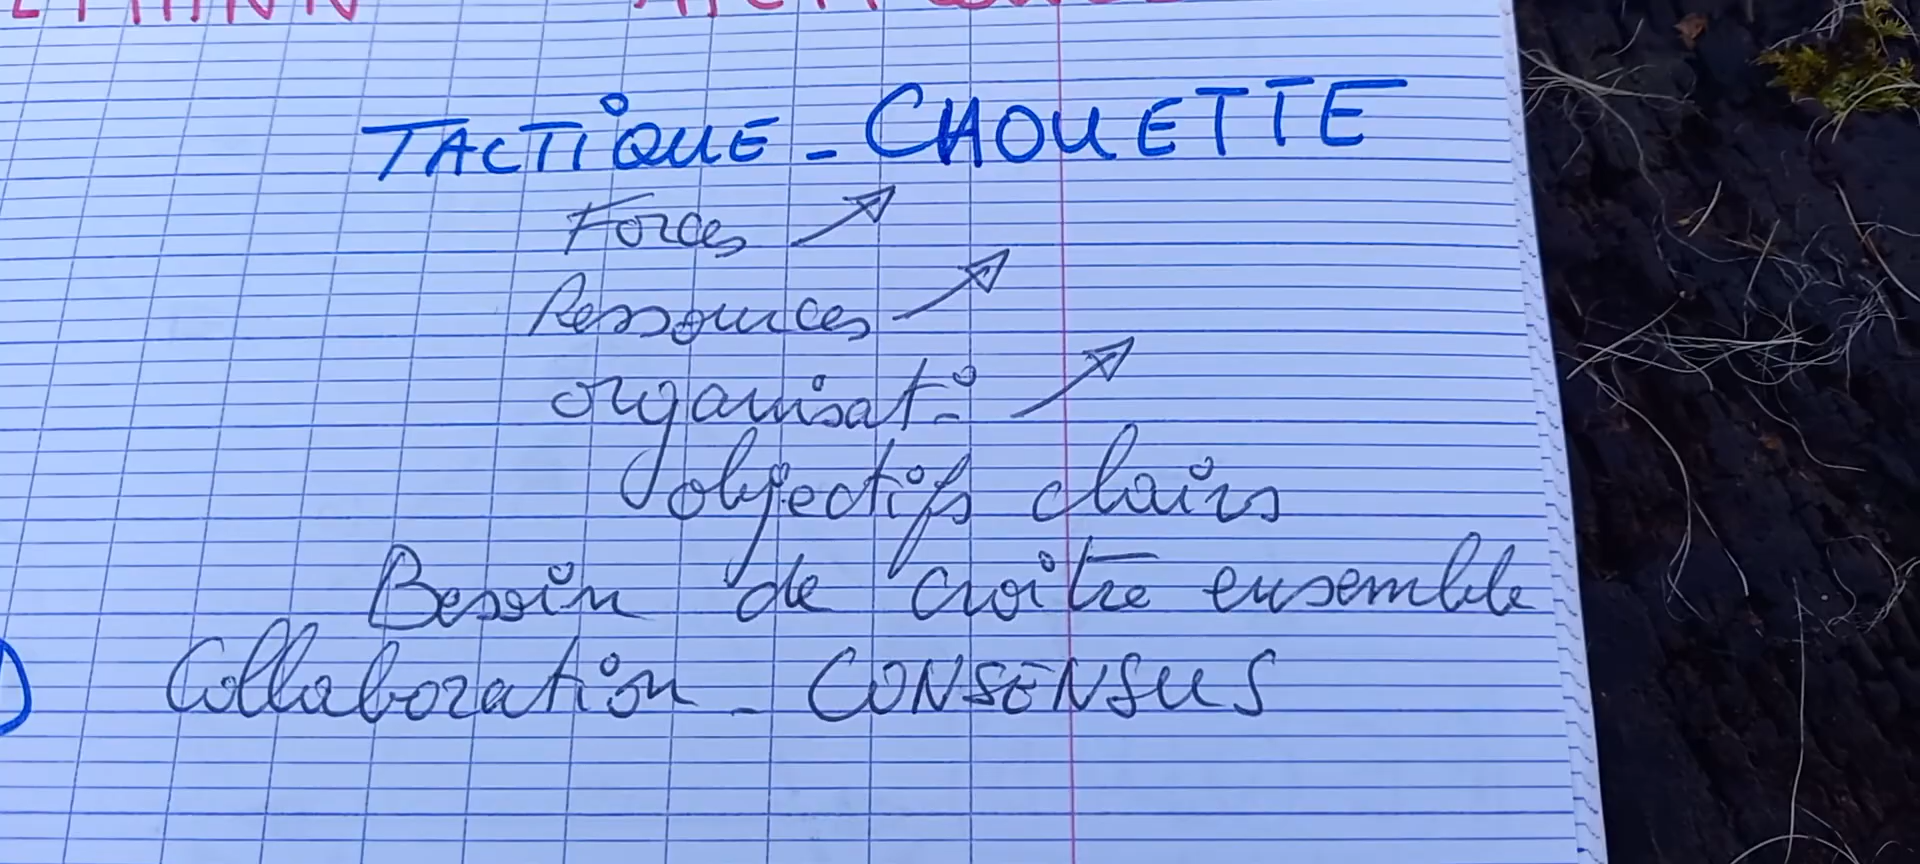 TACTIQUE - CHOUETTE
Forces ↗
Ressources ↗
organisat° ↗
objectifs clairs
Besoin de croître ensemble
Collaboration - CONSENSUS